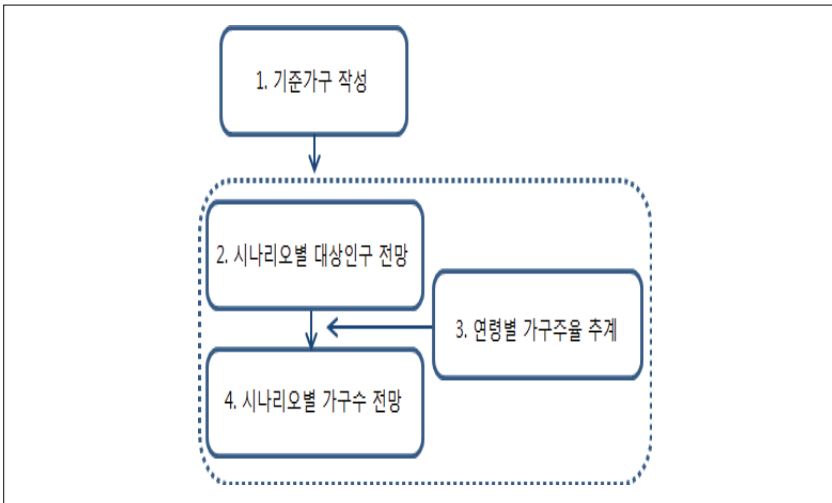 1. 기준가구 작성
2. 시나리오별 대상인구 전망
3. 연령별 가구주율 추계
4. 시나리오별 가구수 전망